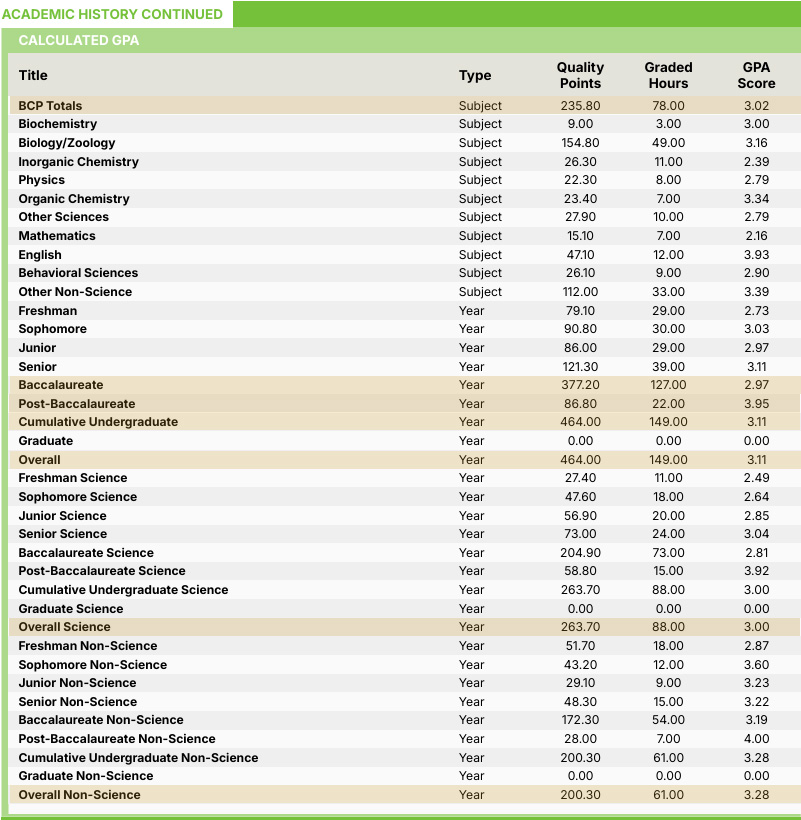 ACADEMIC HISTORY CONTINUED
CALCULATED GPA
Title Type Quality Points Graded Hours GPA Score
BCP Totals Subject 235.80 78.00 3.02
Biochemistry Subject 9.00 3.00 3.00
Biology/Zoology Subject 154.80 49.00 3.16
Inorganic Chemistry Subject 26.30 11.00 2.39
Physics Subject 22.30 8.00 2.79
Organic Chemistry Subject 23.40 7.00 3.34
Other Sciences Subject 27.90 10.00 2.79
Mathematics Subject 15.10 7.00 2.16
English Subject 47.10 12.00 3.93
Behavioral Sciences Subject 26.10 9.00 2.90
Other Non-Science Subject 112.00 33.00 3.39
Freshman Year 79.10 29.00 2.73
Sophomore Year 90.80 30.00 3.03
Junior Year 86.00 29.00 2.97
Senior Year 121.30 39.00 3.11
Baccalaureate Year 377.20 127.00 2.97
Post-Baccalaureate Year 86.80 22.00 3.95
Cumulative Undergraduate Year 464.00 149.00 3.11
Graduate Year 0.00 0.00 0.00
Overall Year 464.00 149.00 3.11
Freshman Science Year 27.40 11.00 2.49
Sophomore Science Year 47.60 18.00 2.64
Junior Science Year 56.90 20.00 2.85
Senior Science Year 73.00 24.00 3.04
Baccalaureate Science Year 204.90 73.00 2.81
Post-Baccalaureate Science Year 58.80 15.00 3.92
Cumulative Undergraduate Science Year 263.70 88.00 3.00
Graduate Science Year 0.00 0.00 0.00
Overall Science Year 263.70 88.00 3.00
Freshman Non-Science Year 51.70 18.00 2.87
Sophomore Non-Science Year 43.20 12.00 3.60
Junior Non-Science Year 29.10 9.00 3.23
Senior Non-Science Year 48.30 15.00 3.22
Baccalaureate Non-Science Year 172.30 54.00 3.19
Post-Baccalaureate Non-Science Year 28.00 7.00 4.00
Cumulative Undergraduate Non-Science Year 200.30 61.00 3.28
Graduate Non-Science Year 0.00 0.00 0.00
Overall Non-Science Year 200.30 61.00 3.28